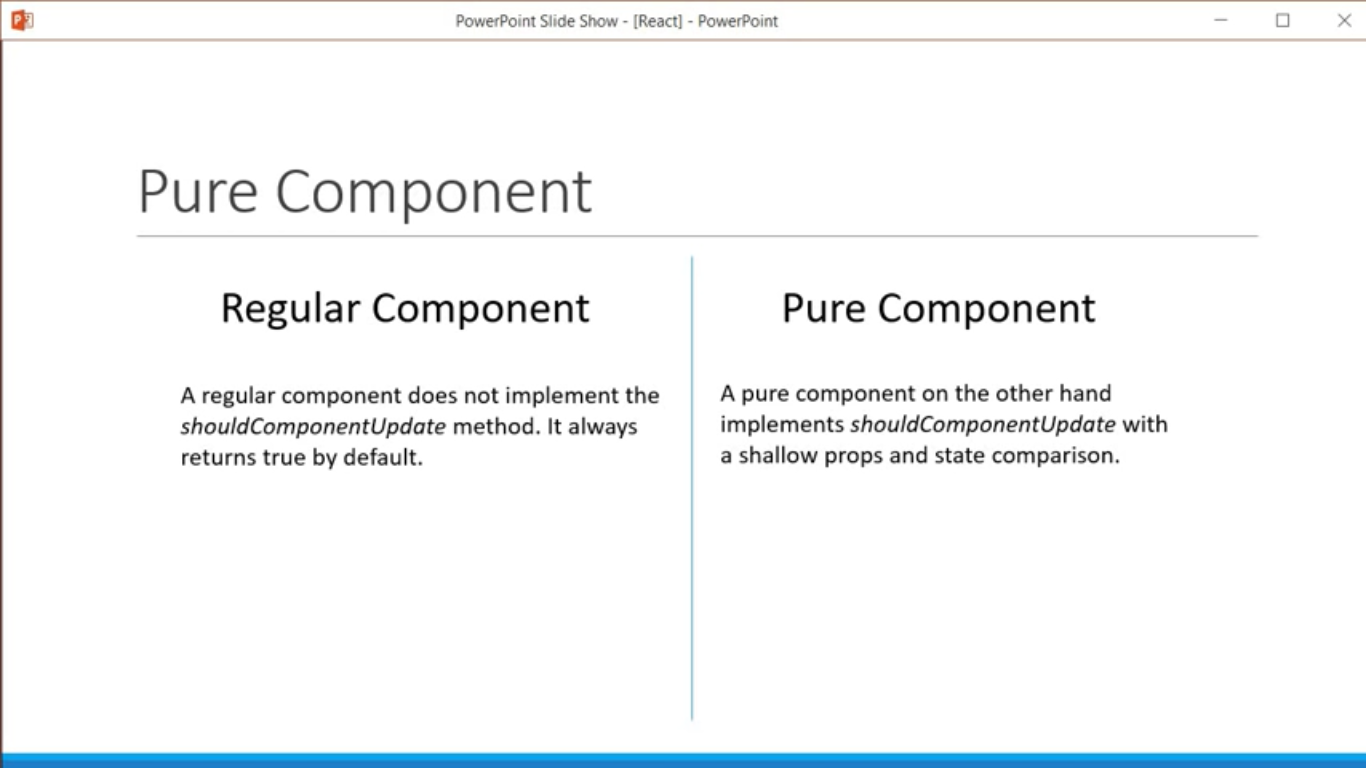 PowerPoint Slide Show - [React] - PowerPoint
Pure Component
Regular Component
A regular component does not implement the
shouldComponentUpdate method. It always
returns true by default.
Pure Component
A pure component on the other hand
implements shouldComponentUpdate with
a shallow props and state comparison.